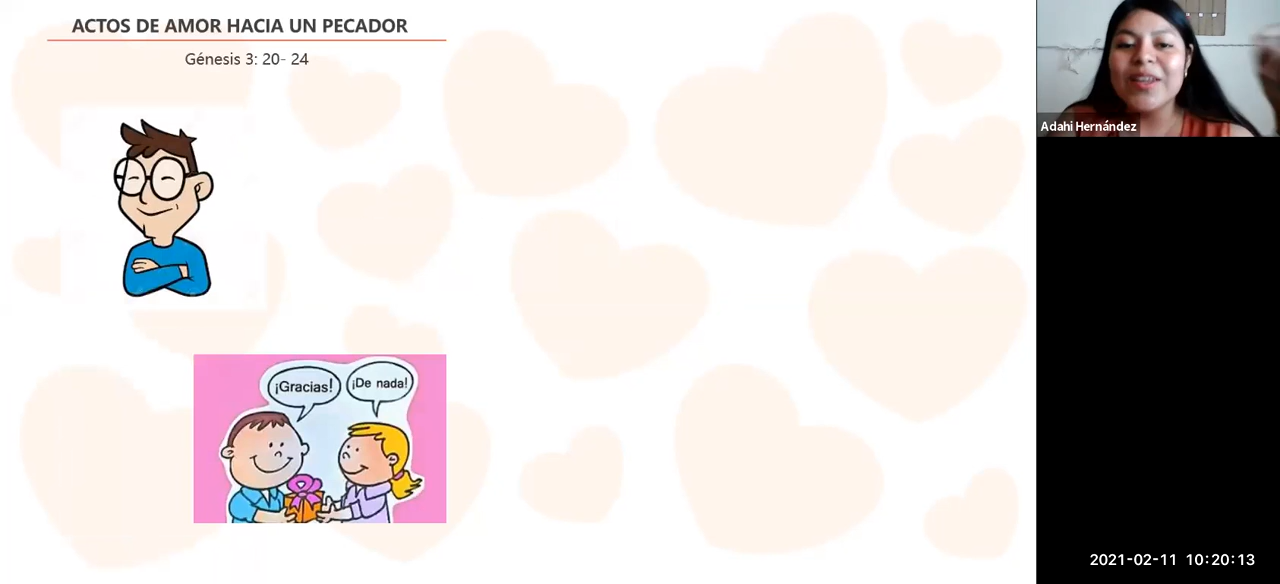 ACTOS DE AMOR HACIA UN PECADOR
Génesis 3: 20- 24
¡Gracias!
¡De nada!
Adahi Hernández
2021-02-11 10:20:13